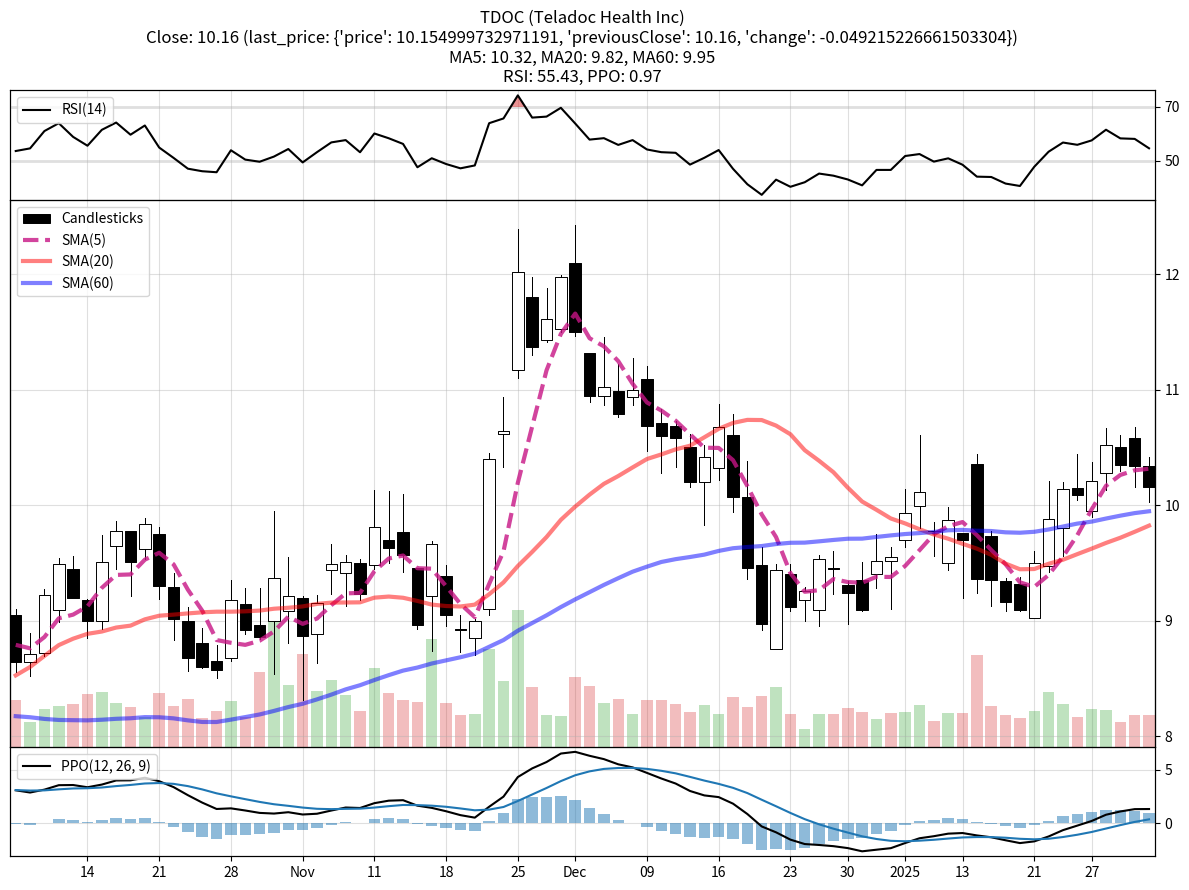 TDOC (Teladoc Health Inc)
Close: 10.16 (last_price: {'price': 10.154999732971191, 'previousClose': 10.16, 'change': -0.049215226661503304})
MA5: 10.32, MA20: 9.82, MA60: 9.95
RSI: 55.43, PPO: 0.97
RSI(14)
70
50
Candlesticks
SMA(5)
SMA(20)
SMA(60)
12
11
10
9
8
PPO(12, 26, 9)
5
0
14 21 28 Nov 11 18 25 Dec 09 16 23 30 2025 13 21 27